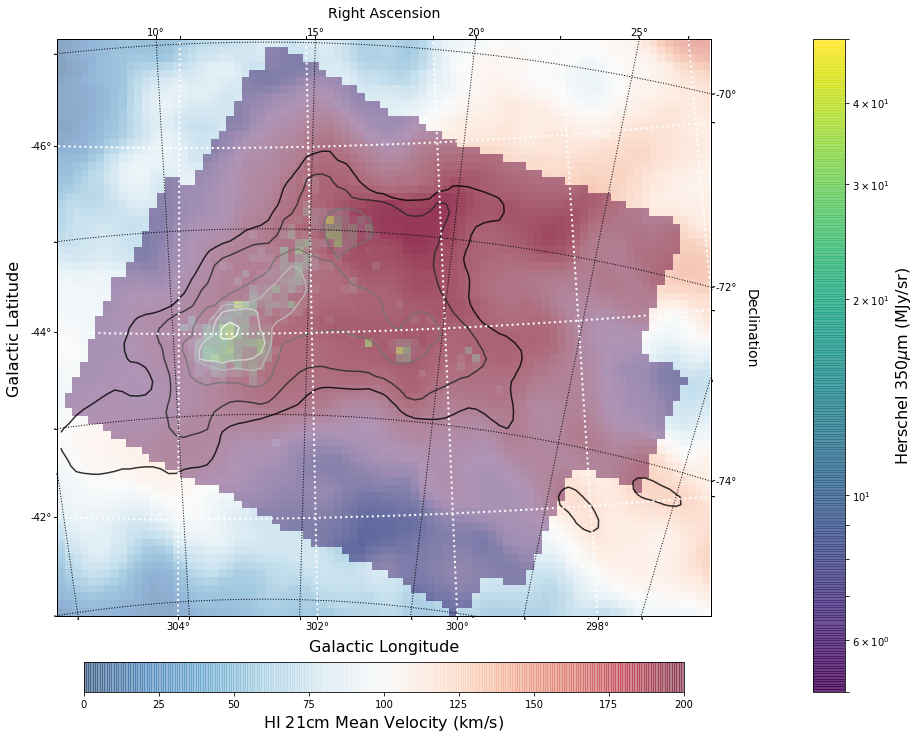 Right Ascension
10° 15° 20° 25°
-70°
-72°
-74°
Declination
-46°
-44°
-42°
Galactic Latitude
304° 302° 300° 298°
Galactic Longitude
0 25 50 75 100 125 150 175 200
HI 21cm Mean Velocity (km/s)
4 × 10¹
3 × 10¹
2 × 10¹
10¹
6 × 10⁰
Herschel 350μm (MJy/sr)